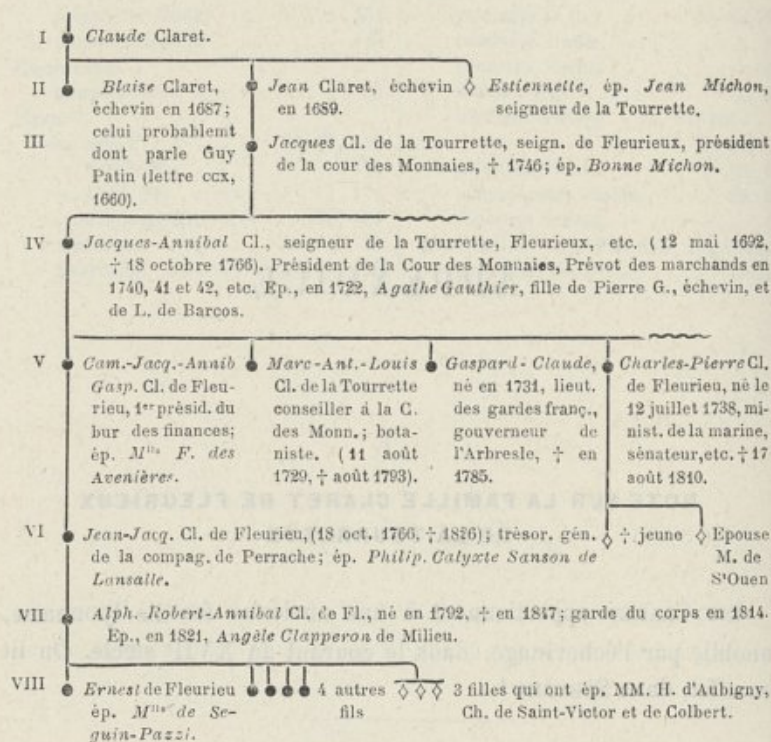 I Claude Claret.
II Blaise Claret, échevin en 1687; celui probablemt dont parle Guy Patin (lettre ccx, 1660).
Jean Claret, échevin en 1689.
Estiennette, ép. Jean Michon, seigneur de la Tourrette.
III Jacques Cl. de la Tourrette, seign. de Fleurieux, président
de la cour des Monnaies, † 1746; ép. Bonne Michon.
IV Jacques-Annibal Cl., seigneur de la Tourrette, Fleurieux, etc. (12 mai 1692,
† 18 octobre 1766). Président de la Cour des Monnaies, Prévot des marchands en
1740, 41 et 42, etc. Ep., en 1722, Agathe Gauthier, fille de Pierre G., échevin, et
de L. de Barcos.
V Cam.-Jacq.-Annib
Gasp. Cl. de Fleu-
rieu, 1er présid. du
bur des finances;
ép. Mlle F. des
Avenières.
Marc-Ant.-Louis
Cl. de la Tourrette
conseiller à la C.
des Monn.; bota-
niste. (11 août
1729, † août 1793).
Gaspard-Claude,
né en 1731, lieut.
des gardes franç.,
gouverneur de
l'Arbresle, † en
1785.
Charles-Pierre Cl.
de Fleurieu, né le
12 juillet 1738, mi-
nist. de la marine,
sénateur, etc. † 17
août 1810.
VI Jean-Jacq. Cl. de Fleurieu, (18 oct. 1766. † 1826); trésor. gén.
de la compag. de Perrache; ép. Philip. Calyxte Sanson de
Lansalle.
† jeune
Epouse
M. de
St Ouen
VII Alph. Robert-Annibal Cl. de Fl., né en 1792, † en 1847; garde du corps en 1814.
Ep., en 1821, Angèle Clapperon de Milieu.
VIII Ernest de Fleurieu
ép. Mlle de Se-
guin-Pazzi.
4 autres
fils
3 filles qui ont ép. MM. H. d'Aubigny,
Ch. de Saint-Victor et de Colbert.